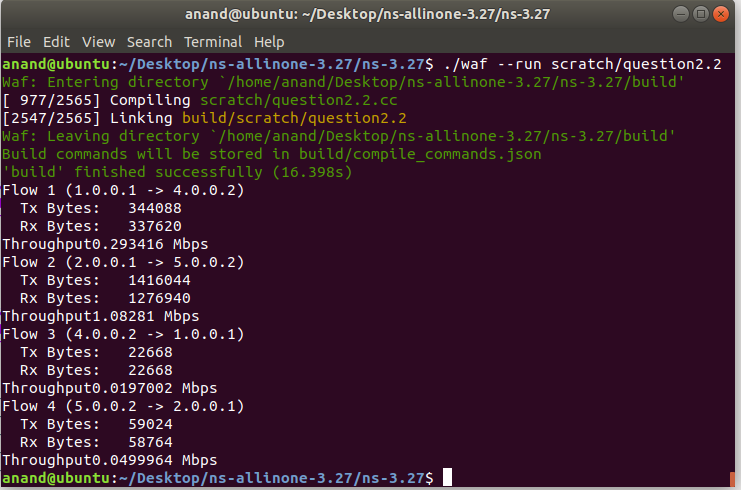 anand@ubuntu: ~/Desktop/ns-allinone-3.27/ns-3.27
File Edit View Search Terminal Help
anand@ubuntu:~/Desktop/ns-allinone-3.27/ns-3.27$ ./waf --run scratch/question2.2
Waf: Entering directory `/home/anand/Desktop/ns-allinone-3.27/ns-3.27/build'
[ 977/2565] Compiling scratch/question2.2.cc
[2547/2565] Linking build/scratch/question2.2
Waf: Leaving directory `/home/anand/Desktop/ns-allinone-3.27/ns-3.27/build'
Build commands will be stored in build/compile_commands.json
'build' finished successfully (16.398s)
Flow 1 (1.0.0.1 -> 4.0.0.2)
  Tx Bytes:   344088
  Rx Bytes:   337620
Throughput0.293416 Mbps
Flow 2 (2.0.0.1 -> 5.0.0.2)
  Tx Bytes:   1416044
  Rx Bytes:   1276940
Throughput1.08281 Mbps
Flow 3 (4.0.0.2 -> 1.0.0.1)
  Tx Bytes:   22668
  Rx Bytes:   22668
Throughput0.0197002 Mbps
Flow 4 (5.0.0.2 -> 2.0.0.1)
  Tx Bytes:   59024
  Rx Bytes:   58764
Throughput0.0499964 Mbps
anand@ubuntu:~/Desktop/ns-allinone-3.27/ns-3.27$